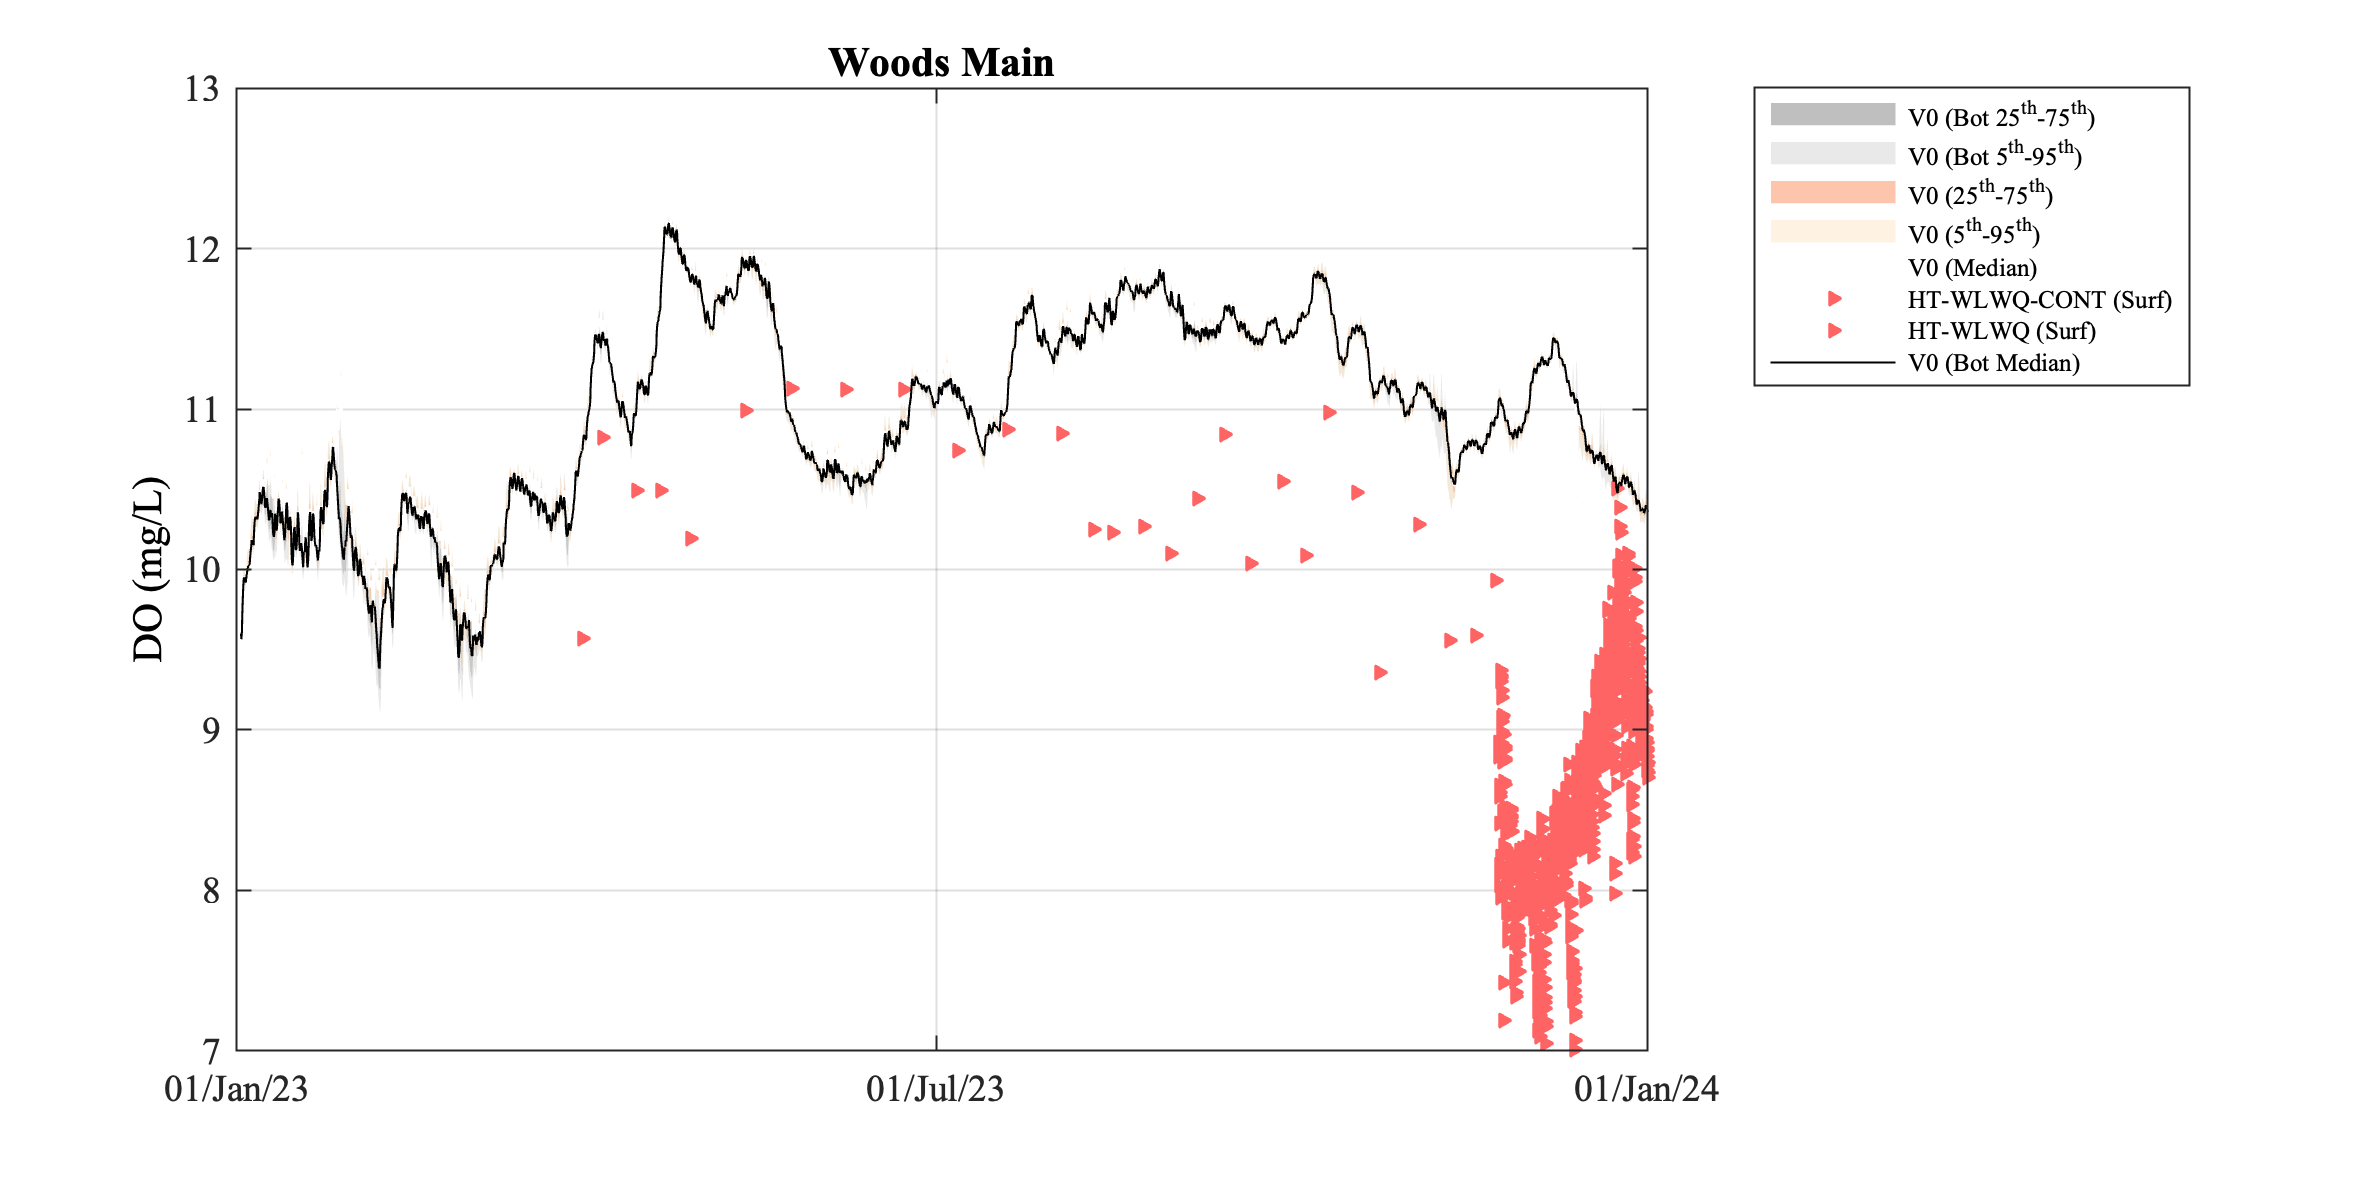 Woods Main
13
12
11
10
9
8
7
DO (mg/L)
01/Jan/23
01/Jul/23
01/Jan/24
V0 (Bot 25th-75th)
V0 (Bot 5th-95th)
V0 (25th-75th)
V0 (5th-95th)
V0 (Median)
HT-WLWQ-CONT (Surf)
HT-WLWQ (Surf)
V0 (Bot Median)